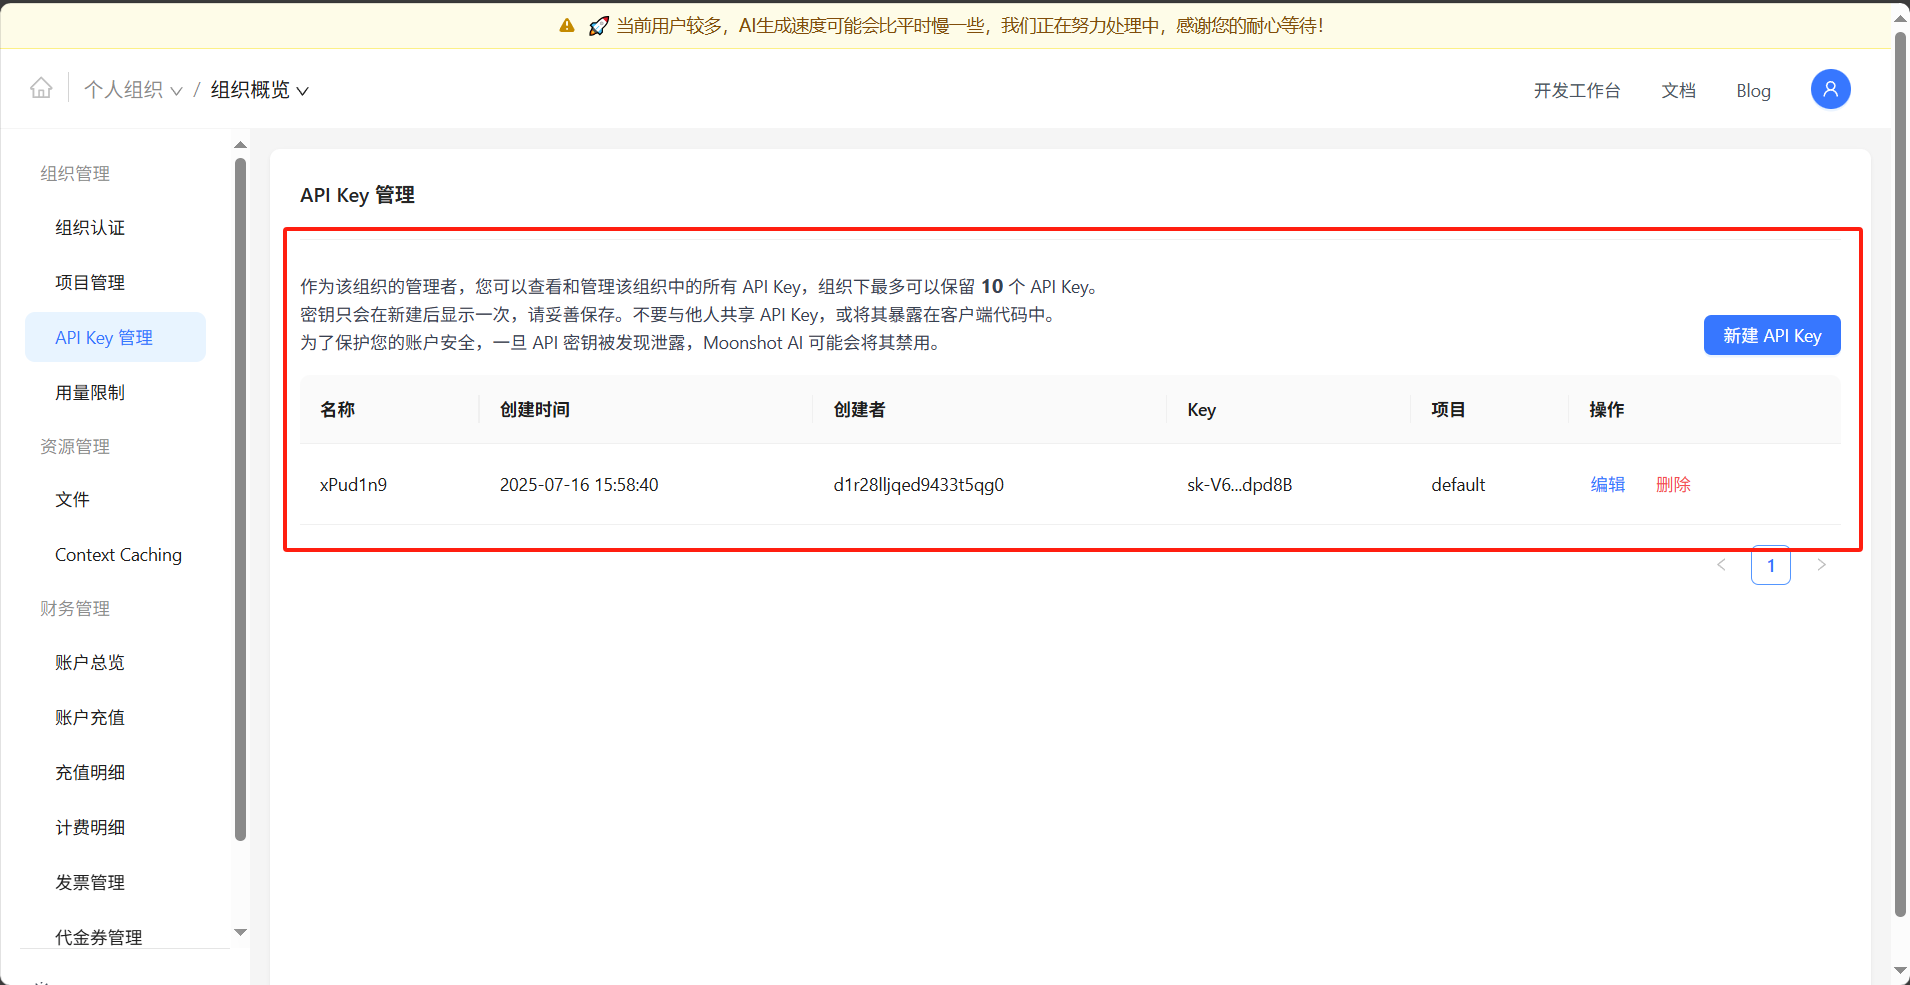 当前用户较多，AI生成速度可能会比平时慢一些，我们正在努力处理中，感谢您的耐心等待！
个人组织 / 组织概览
开发工作台 文档 Blog
组织管理
组织认证
项目管理
API Key 管理
用量限制
资源管理
文件
Context Caching
财务管理
账户总览
账户充值
充值明细
计费明细
发票管理
代金券管理
API Key 管理
作为该组织的管理者，您可以查看和管理该组织中的所有 API Key，组织下最多可以保留 10 个 API Key。
密钥只会在新建后显示一次，请妥善保存。不要与他人共享 API Key，或将其暴露在客户端代码中。
为了保护您的账户安全，一旦 API 密钥被发现泄露，Moonshot AI 可能会将其禁用。
新建 API Key
名称 创建时间 创建者 Key 项目 操作
xPud1n9 2025-07-16 15:58:40 d1r28lljqed9433t5qg0 sk-V6...dpd8B default 编辑 删除
1